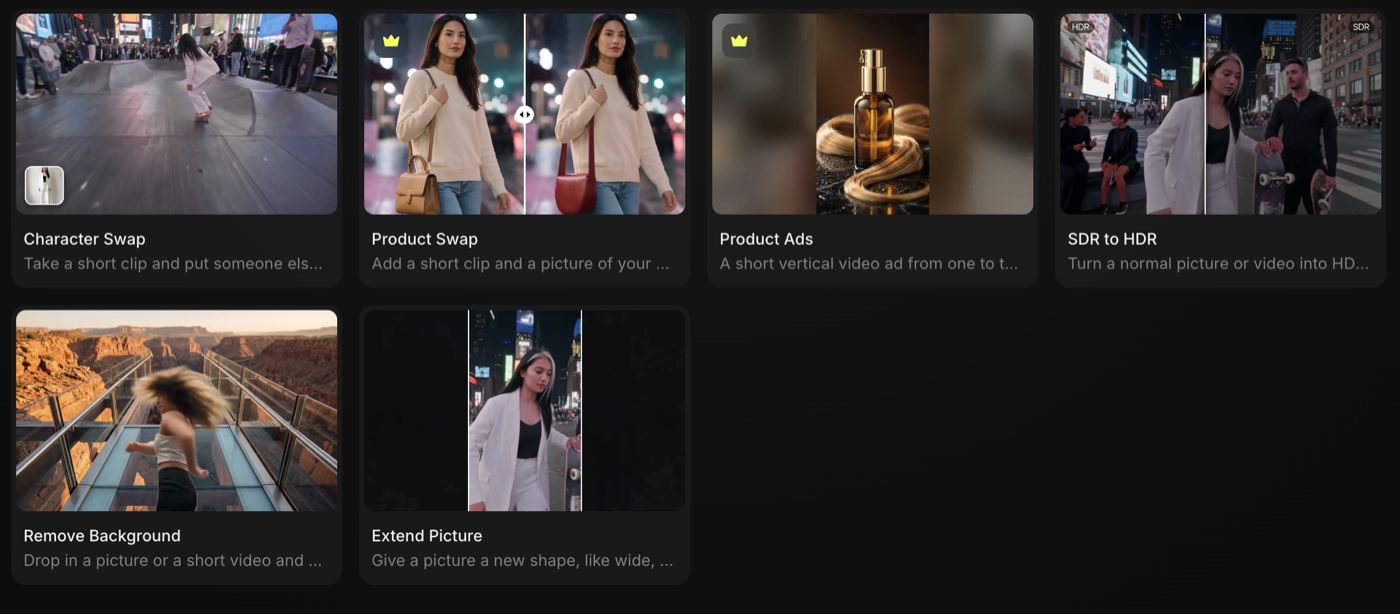 HDR
SDR
Character Swap
Take a short clip and put someone els...
Product Swap
Add a short clip and a picture of your ...
Product Ads
A short vertical video ad from one to t...
SDR to HDR
Turn a normal picture or video into HD...
Remove Background
Drop in a picture or a short video and ...
Extend Picture
Give a picture a new shape, like wide, ...